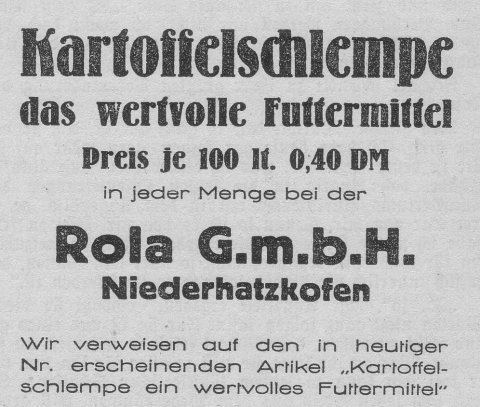 Kartoffelschlempe
das wertvolle Futtermittel
Preis je 100 lt. 0,40 DM
in jeder Menge bei der
Rola G.m.b.H.
Niederhatzkofen
Wir verweisen auf den in heutiger
Nr. erscheinenden Artikel „Kartoffel-
schlempe ein wertvolles Futtermittel"